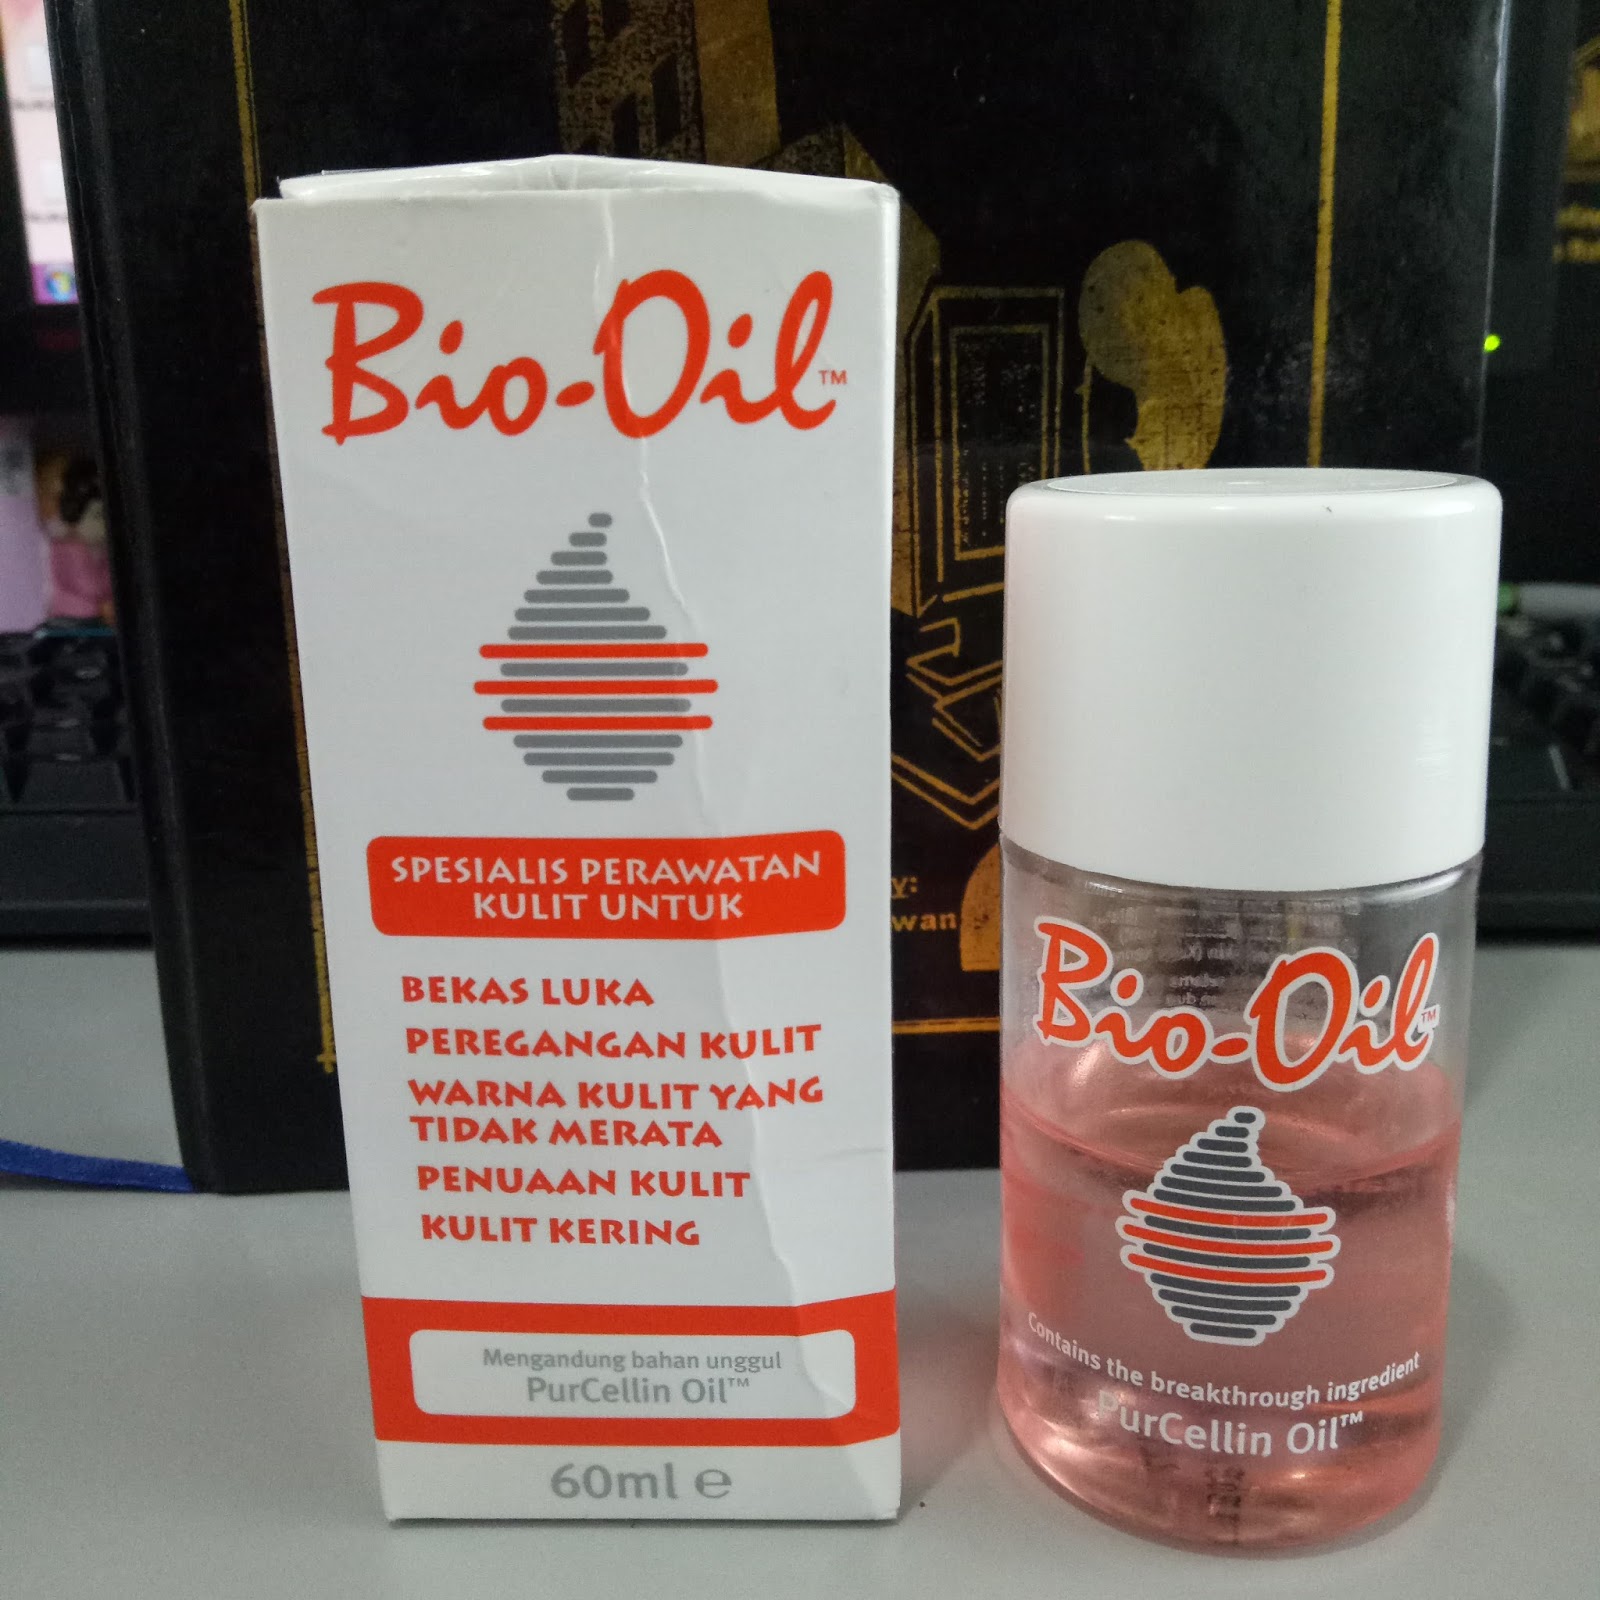 Bio-Oil™
SPESIALIS PERAWATAN
KULIT UNTUK
BEKAS LUKA
PEREGANGAN KULIT
WARNA KULIT YANG
TIDAK MERATA
PENUAAN KULIT
KULIT KERING
Mengandung bahan unggul
PurCellin Oil™
60ml ℮
Bio-Oil™
Contains the breakthrough ingredient
PurCellin Oil™